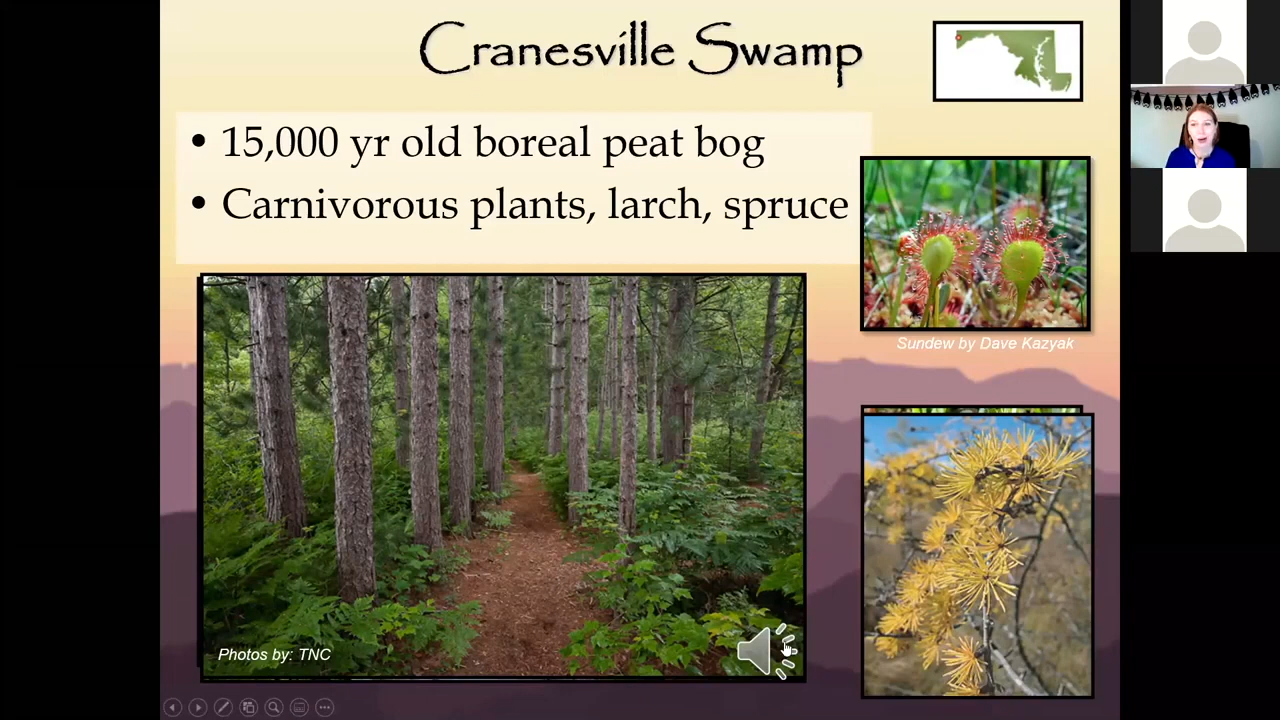 Cranesville Swamp
• 15,000 yr old boreal peat bog
• Carnivorous plants, larch, spruce
Sundew by Dave Kazyak
Photos by: TNC